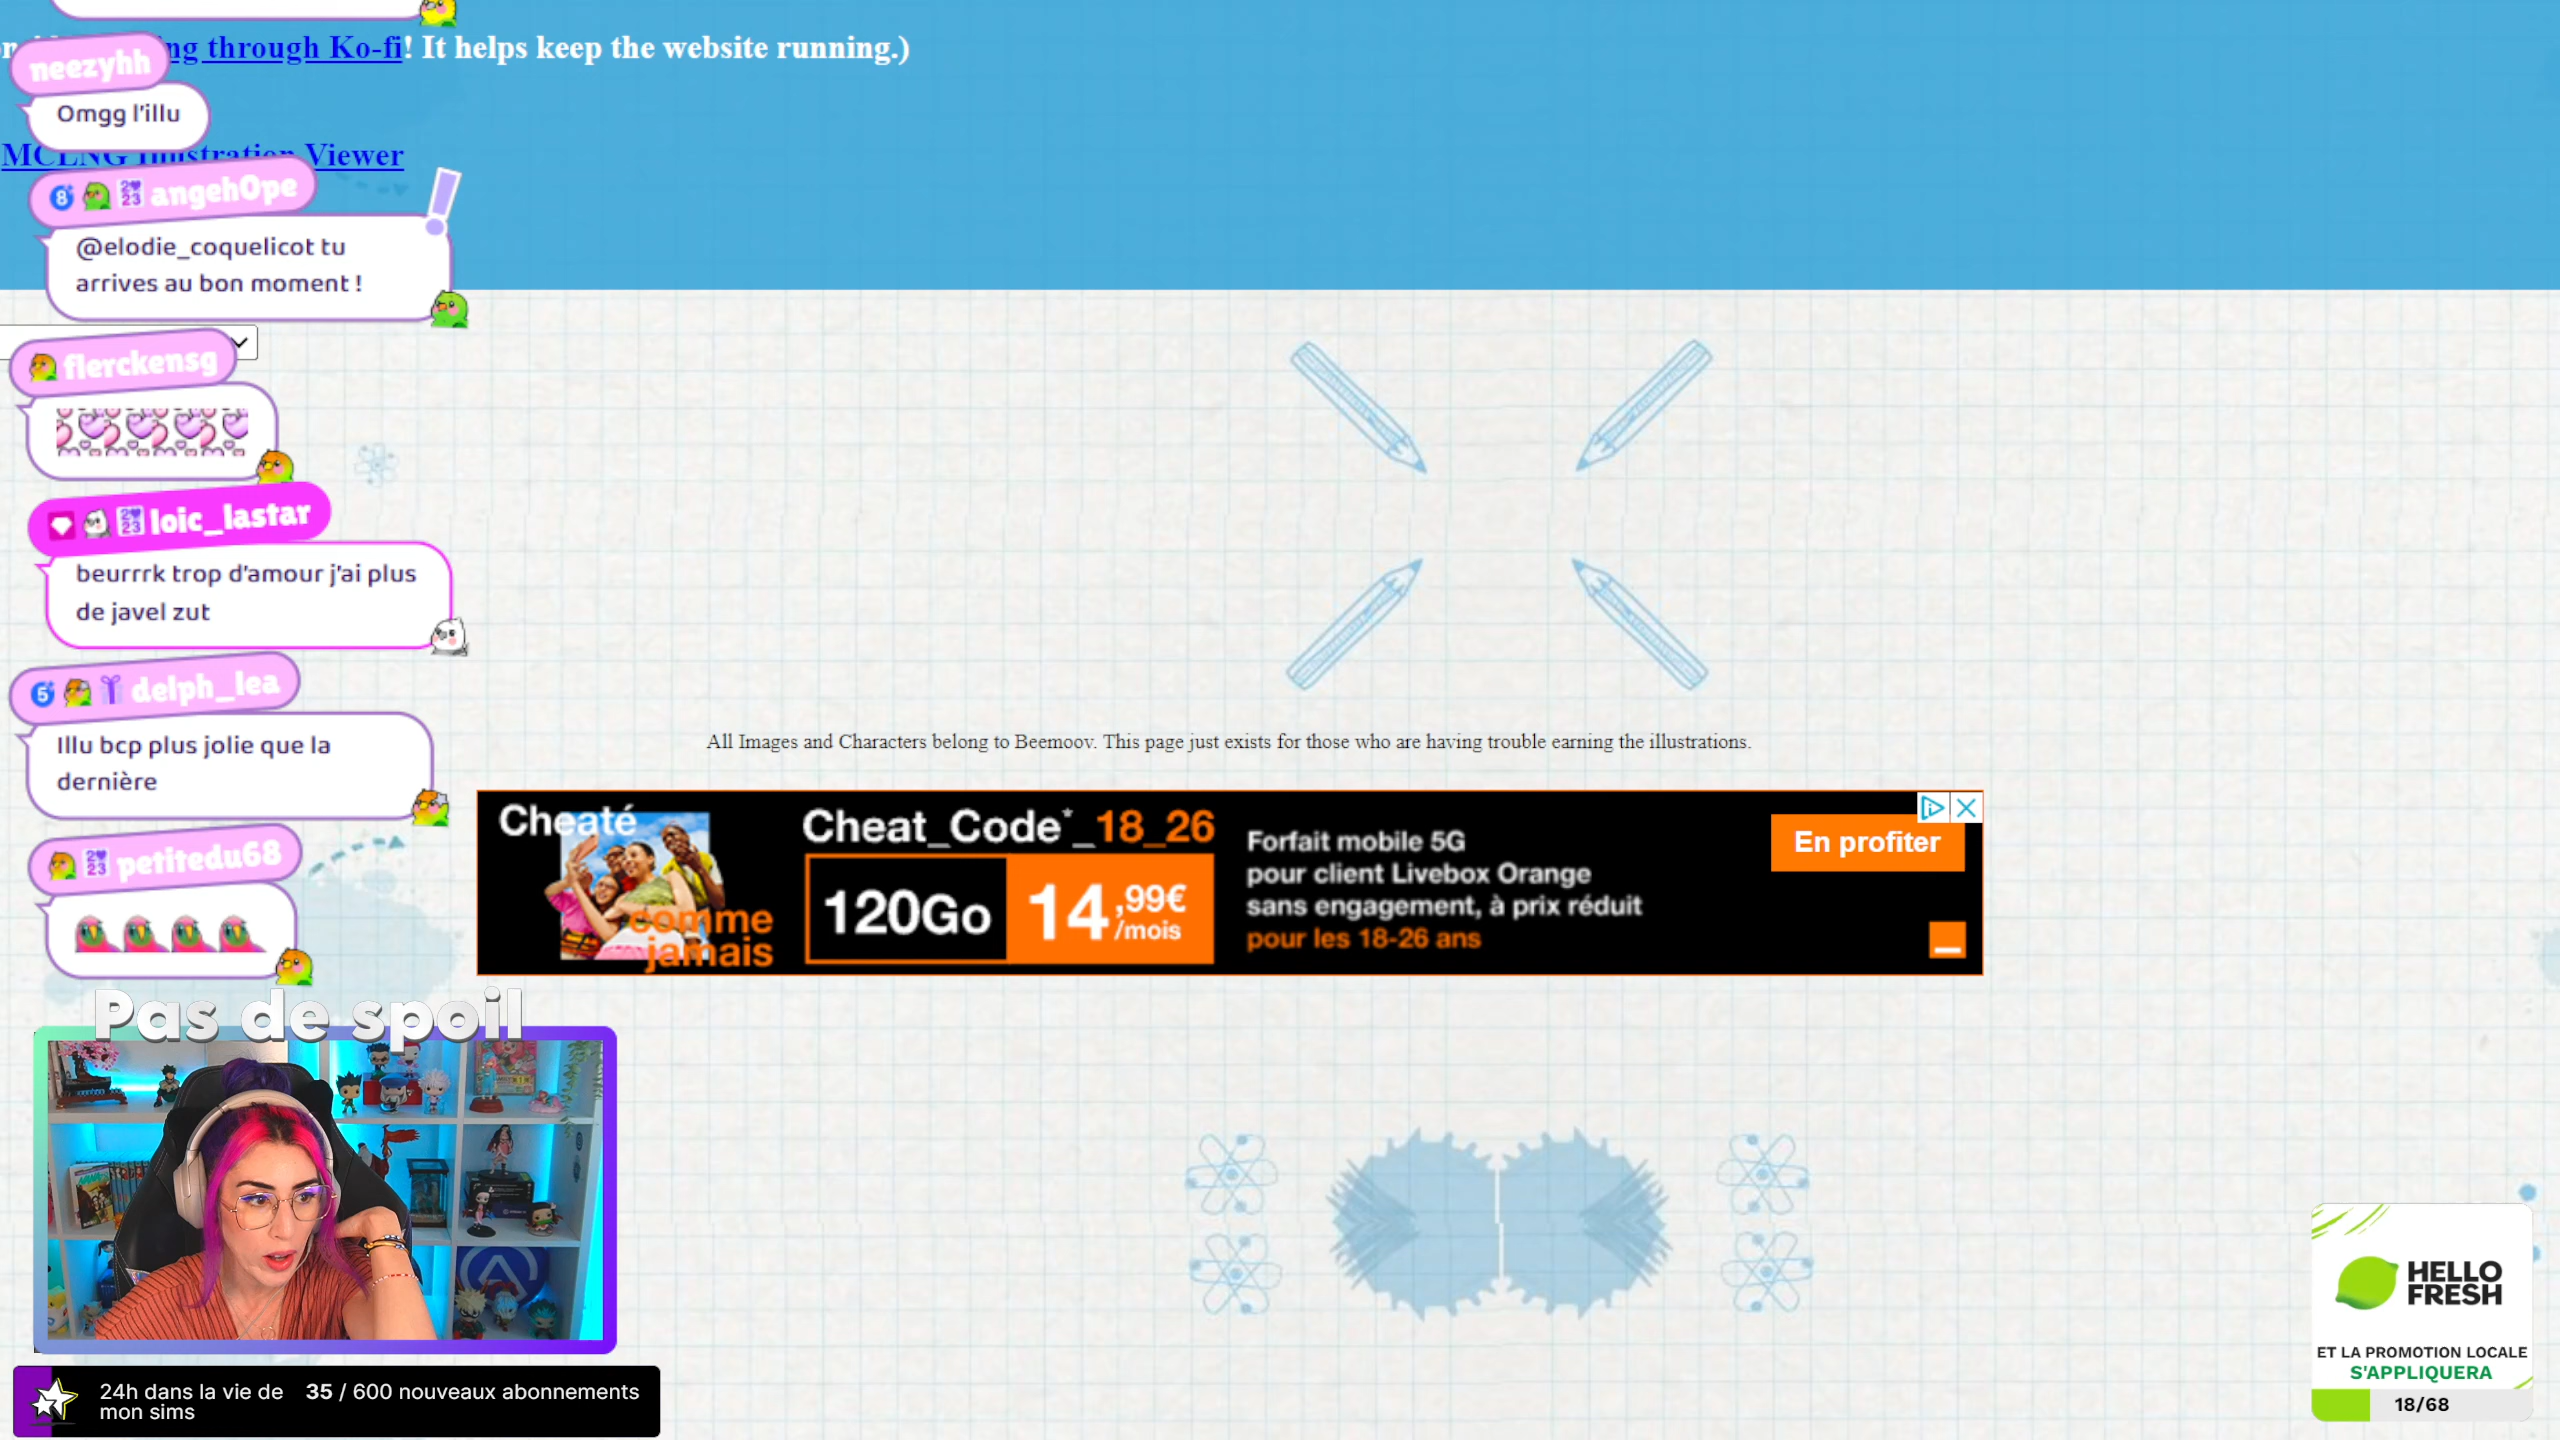 ng through Ko-fi! It helps keep the website running.)
neezyhh
Omgg l'illu
MCLNG Illustration Viewer
8 angeh0pe
@elodie_coquelicot tu
arrives au bon moment !
flerckensg
loic_lastar
beurrrk trop d'amour j'ai plus
de javel zut
5 delph_lea
Illu bcp plus jolie que la
dernière
petitedu68
All Images and Characters belong to Beemoov. This page just exists for those who are having trouble earning the illustrations.
Cheaté
comme
jamais
Cheat_Code*_18_26
120Go
14,99€
/mois
Forfait mobile 5G
pour client Livebox Orange
sans engagement, à prix réduit
pour les 18-26 ans
En profiter
Pas de spoil
24h dans la vie de
mon sims
35 / 600 nouveaux abonnements
HELLO
FRESH
ET LA PROMOTION LOCALE
S'APPLIQUERA
18/68